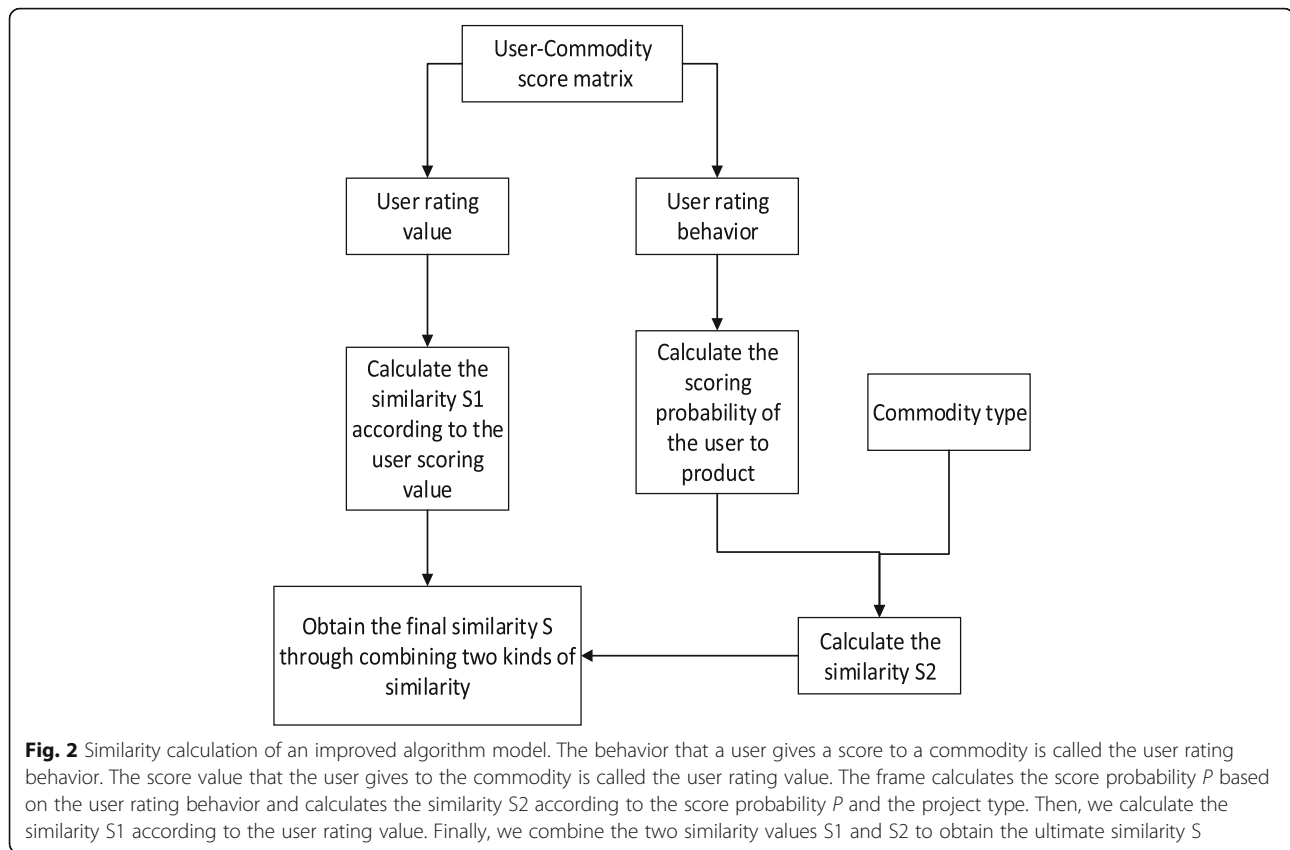 User-Commodity
score matrix
User rating
value
User rating
behavior
Calculate the
similarity S1
according to the
user scoring
value
Calculate the
scoring
probability of
the user to
product
Commodity type
Obtain the final similarity S
through combining two kinds of
similarity
Calculate the
similarity S2
Fig. 2 Similarity calculation of an improved algorithm model. The behavior that a user gives a score to a commodity is called the user rating
behavior. The score value that the user gives to the commodity is called the user rating value. The frame calculates the score probability P based
on the user rating behavior and calculates the similarity S2 according to the score probability P and the project type. Then, we calculate the
similarity S1 according to the user rating value. Finally, we combine the two similarity values S1 and S2 to obtain the ultimate similarity S